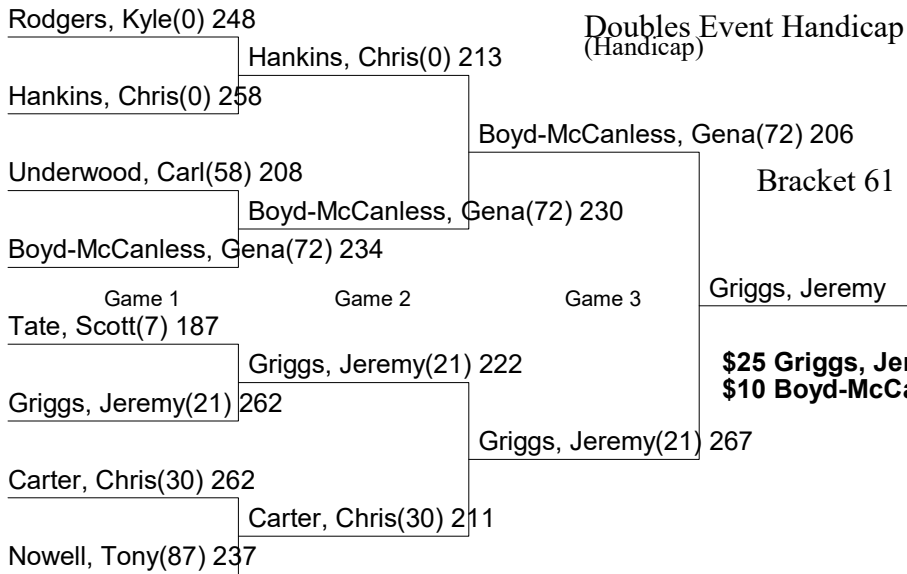 Rodgers, Kyle(0) 248
Doubles Event Handicap
(Handicap)
Hankins, Chris(0) 213
Hankins, Chris(0) 258
Boyd-McCanless, Gena(72) 206
Underwood, Carl(58) 208
Bracket 61
Boyd-McCanless, Gena(72) 230
Boyd-McCanless, Gena(72) 234
Game 1 Game 2 Game 3
Griggs, Jeremy
Tate, Scott(7) 187
Griggs, Jeremy(21) 222
$25 Griggs, Jer
$10 Boyd-McCa
Griggs, Jeremy(21) 262
Griggs, Jeremy(21) 267
Carter, Chris(30) 262
Carter, Chris(30) 211
Nowell, Tony(87) 237